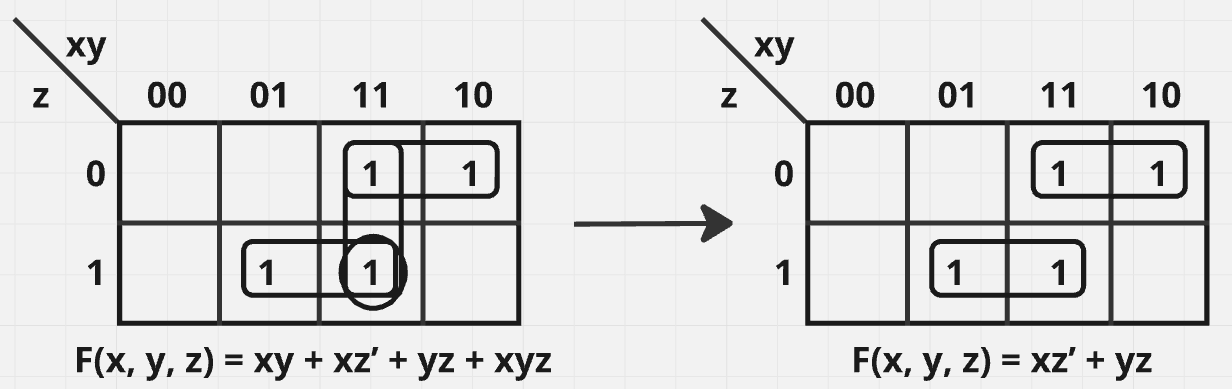 xy xy
z 00 01 11 10 z 00 01 11 10
0 1 1 0 1 1
1 1 1 1 1 1
F(x, y, z) = xy + xz’ + yz + xyz F(x, y, z) = xz’ + yz